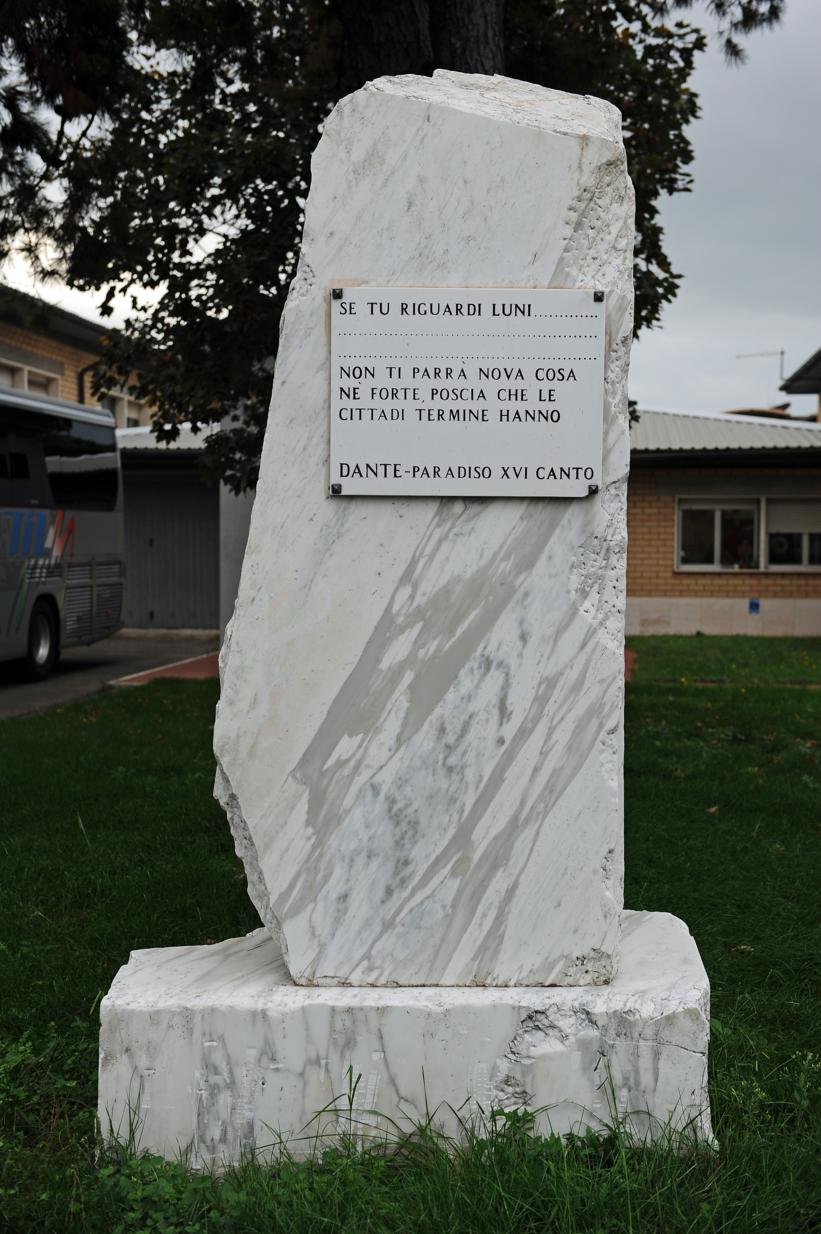 SE TU RIGUARDI LUNI............
..........................................
..........................................
NON TI PARRÀ NOVA COSA
NÈ FORTE, POSCIA CHE LE
CITTADI TERMINE HANNO
DANTE-PARADISO XVI CANTO